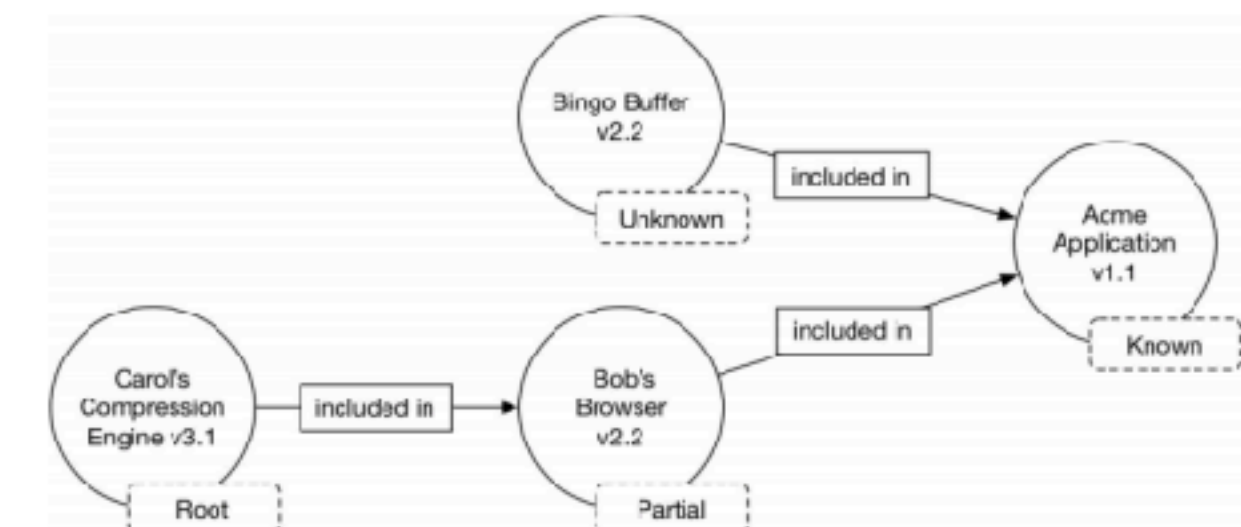 Bingo Buffer
v2.2
included in
Unknown
Acme
Application
v1.1
included in
Known
Carol's
Compression
Engine v3.1
included in
Bob's
Browser
v2.2
Root
Partial